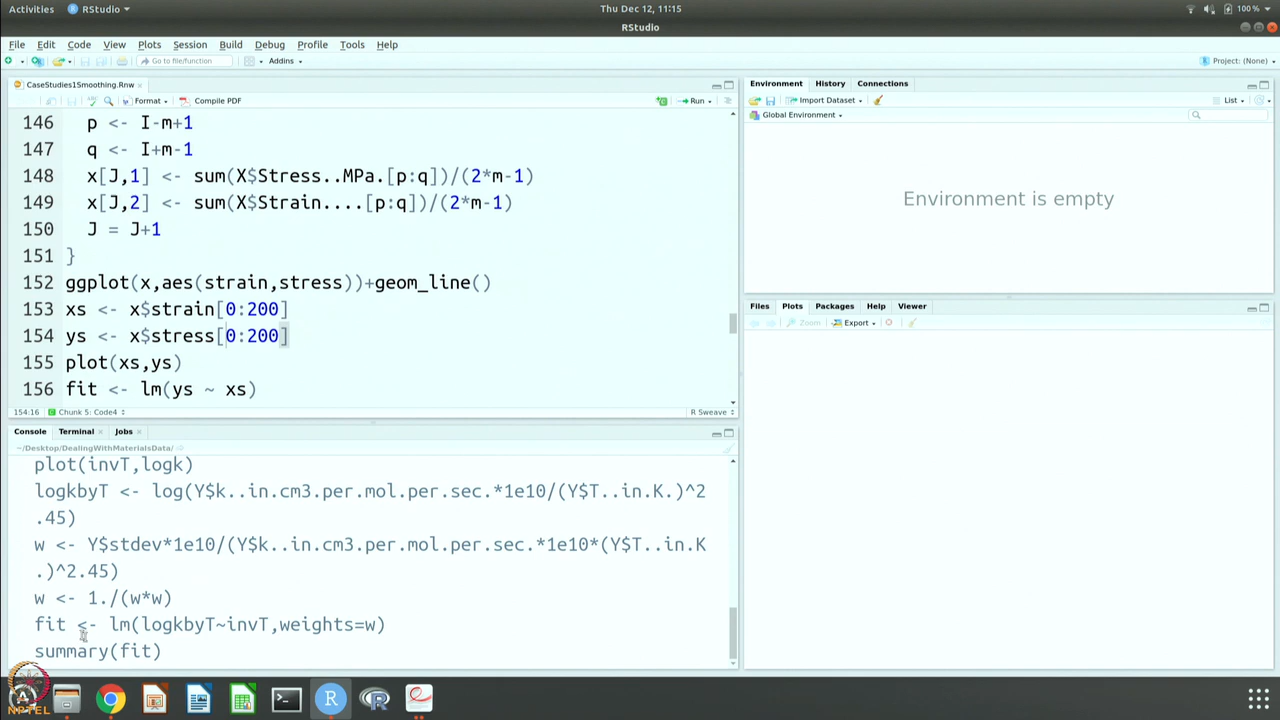 Activities RStudio Thu Dec 12, 11:15 100%
RStudio
File Edit Code View Plots Session Build Debug Profile Tools Help
Go to file/function Addins Project: (None)
CaseStudies1Smoothing.Rnw
Format Compile PDF Run
146 p <- I-m+1
147 q <- I+m-1
148 x[J,1] <- sum(X$Stress..MPa.[p:q])/(2*m-1)
149 x[J,2] <- sum(X$Strain....[p:q])/(2*m-1)
150 J = J+1
151 }
152 ggplot(x,aes(strain,stress))+geom_line()
153 xs <- x$strain[0:200]
154 ys <- x$stress[0:200]
155 plot(xs,ys)
156 fit <- lm(ys ~ xs)
154:16 Chunk 5: Code4 R Sweave
Console Terminal Jobs
~/Desktop/DealingWithMaterialsData/
plot(invT,logk)
logkbyT <- log(Y$k..in.cm3.per.mol.per.sec.*1e10/(Y$T..in.K.)^2
.45)
w <- Y$stdev*1e10/(Y$k..in.cm3.per.mol.per.sec.*1e10*(Y$T..in.K
.)^2.45)
w <- 1./(w*w)
fit <- lm(logkbyT~invT,weights=w)
summary(fit)
Environment History Connections
Import Dataset List
Global Environment
Environment is empty
Files Plots Packages Help Viewer
Zoom Export
NPTEL